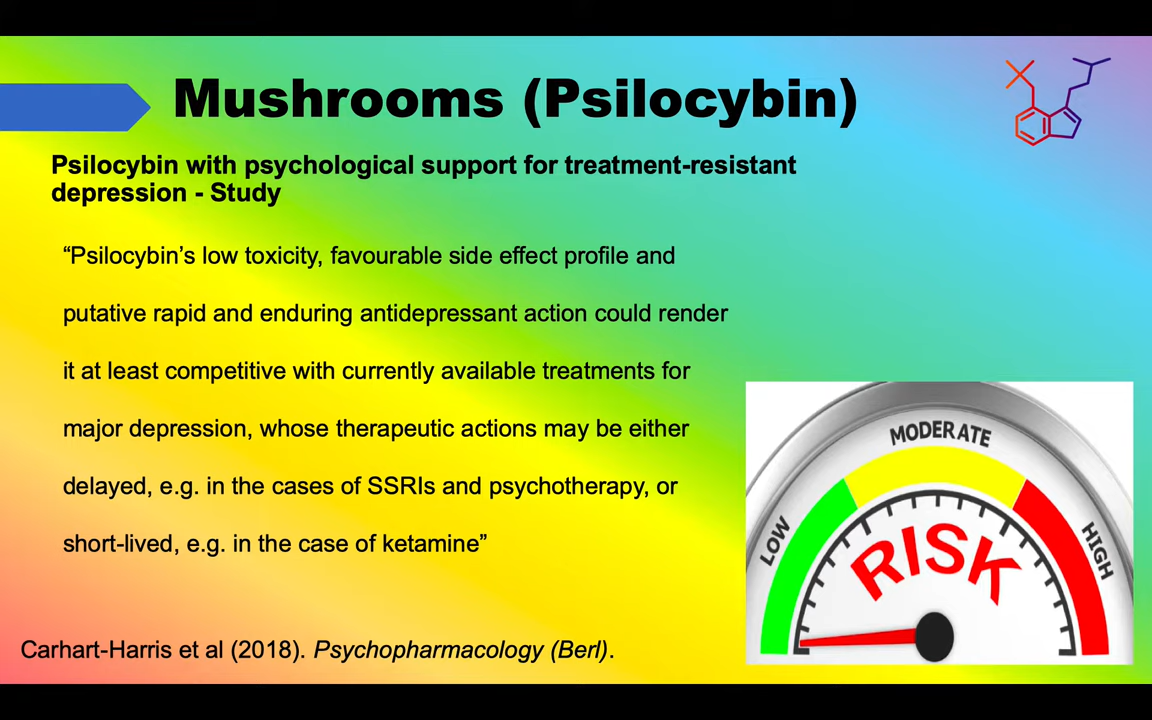 Mushrooms (Psilocybin)
Psilocybin with psychological support for treatment-resistant
depression - Study
“Psilocybin’s low toxicity, favourable side effect profile and
putative rapid and enduring antidepressant action could render
it at least competitive with currently available treatments for
major depression, whose therapeutic actions may be either
delayed, e.g. in the cases of SSRIs and psychotherapy, or
short-lived, e.g. in the case of ketamine”
LOW
MODERATE
HIGH
RISK
Carhart-Harris et al (2018). Psychopharmacology (Berl).